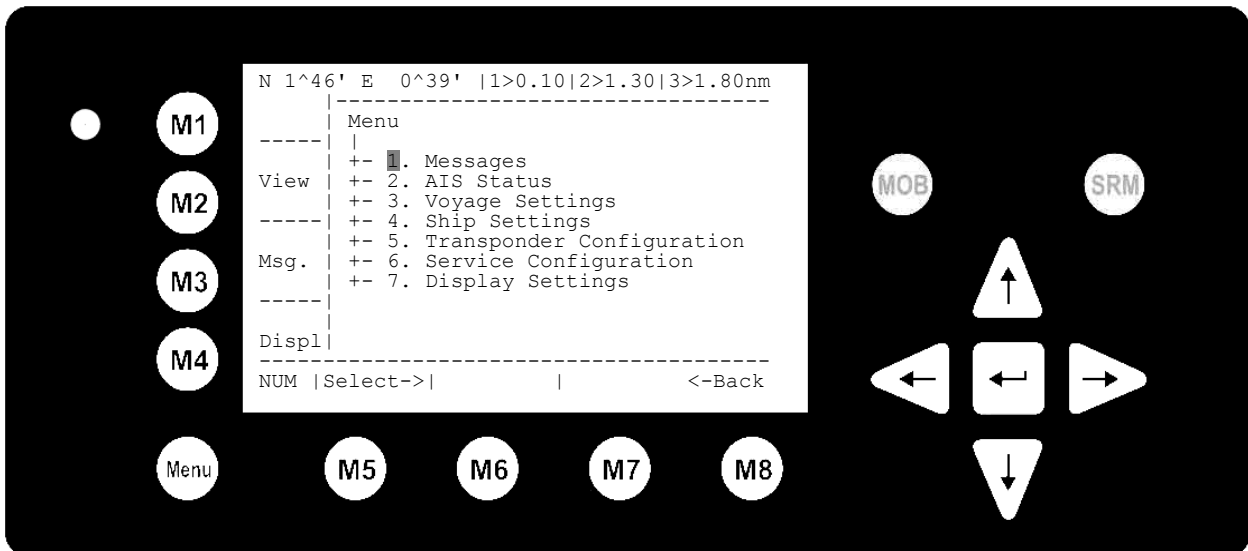 N 1^46' E  0^39' |1>0.10|2>1.30|3>1.80nm
Menu
1. Messages
View | +- 2. AIS Status
+- 3. Voyage Settings
+- 4. Ship Settings
+- 5. Transponder Configuration
Msg. | +- 6. Service Configuration
+- 7. Display Settings
Displ|
NUM |Select->|          |          <-Back
M1
M2
M3
M4
Menu
M5
M6
M7
M8
MOB
SRM